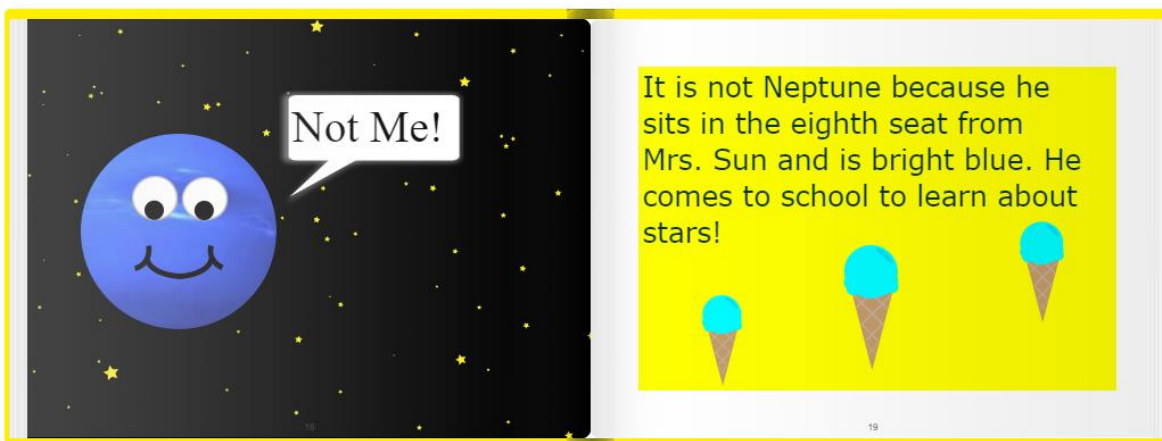 Not Me!
It is not Neptune because he
sits in the eighth seat from
Mrs. Sun and is bright blue. He
comes to school to learn about
stars!
18
19